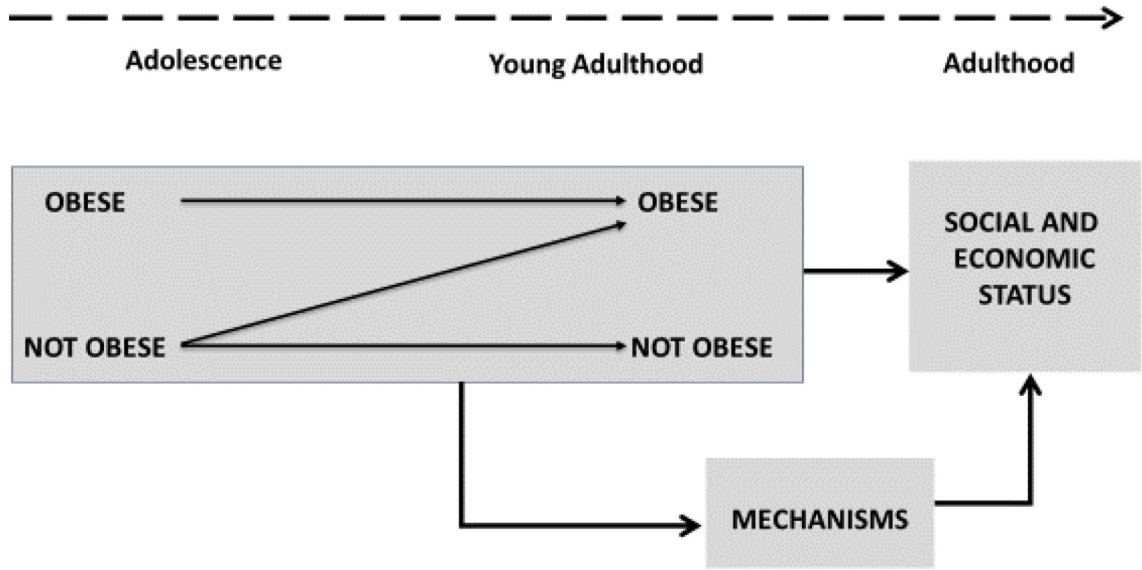 Adolescence
Young Adulthood
Adulthood
OBESE
OBESE
NOT OBESE
NOT OBESE
SOCIAL AND
ECONOMIC
STATUS
MECHANISMS